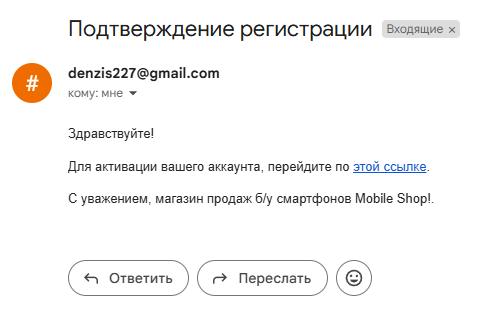 Подтверждение регистрации Входящие ×
#
denzis227@gmail.com
кому: мне
Здравствуйте!
Для активации вашего аккаунта, перейдите по этой ссылке.
С уважением, магазин продаж б/у смартфонов Mobile Shop!.
Ответить Переслать